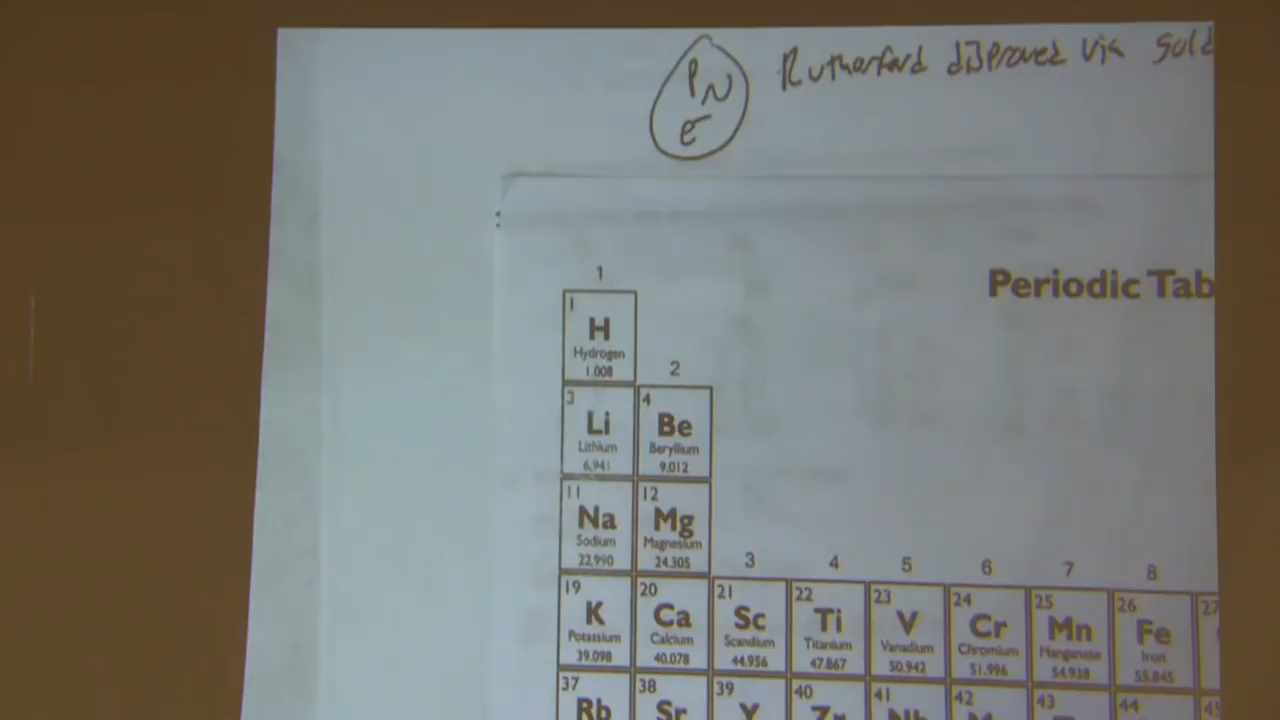 P N
e⁻
Rutherford disproved via Gold
Periodic Tab
1
1
H
Hydrogen
1.008
2
3
Li
Lithium
6.941
4
Be
Beryllium
9.012
11
Na
Sodium
22.990
12
Mg
Magnesium
24.305
3 4 5 6 7 8
19
K
Potassium
39.098
20
Ca
Calcium
40.078
21
Sc
Scandium
44.956
22
Ti
Titanium
47.867
23
V
Vanadium
50.942
24
Cr
Chromium
51.996
25
Mn
Manganese
54.938
26
Fe
Iron
55.845
27
37
Rb
38
Sr
39
Y
40
Zr
41
Nb
42
43
44